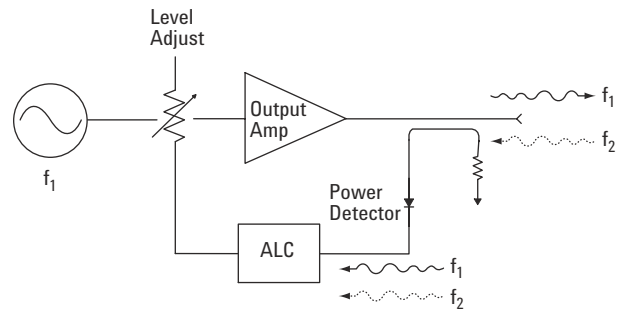 Level
Adjust
Output
Amp
f1
f1
f2
Power
Detector
ALC
f1
f2